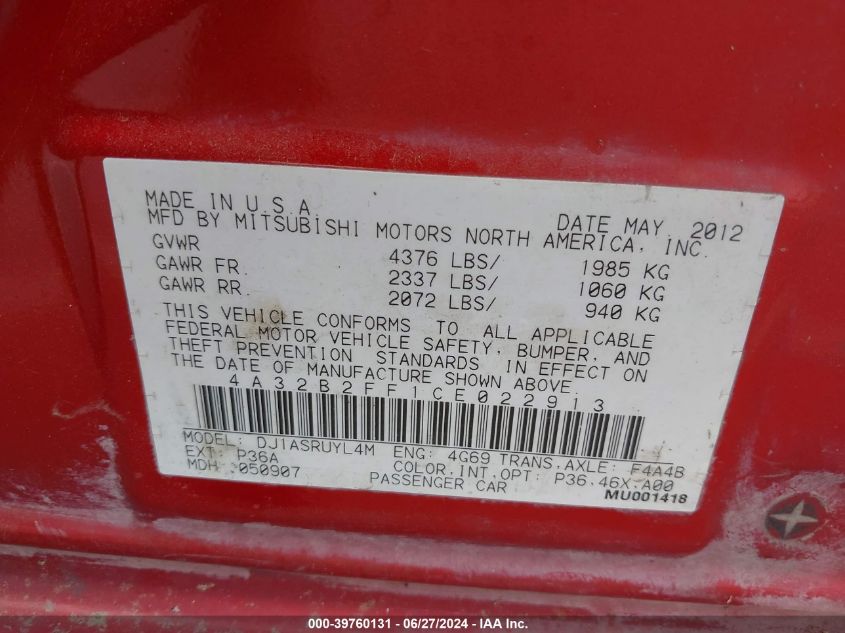 MADE IN U S A DATE MAY 2012
MFD BY MITSUBISHI MOTORS NORTH AMERICA, INC.
GVWR 4376 LBS/ 1985 KG
GAWR FR. 2337 LBS/ 1060 KG
GAWR RR. 2072 LBS/ 940 KG
THIS VEHICLE CONFORMS TO ALL APPLICABLE
FEDERAL MOTOR VEHICLE SAFETY, BUMPER, AND
THEFT PREVENTION STANDARDS IN EFFECT ON
THE DATE OF MANUFACTURE SHOWN ABOVE.
4A32B2FF1CE022913
MODEL: DJ1ASRUYL4M ENG: 4G69 TRANS.AXLE: F4A4B
EXT: P36A COLOR.INT.OPT: P36.46X.A00
MDH :050907 PASSENGER CAR MU001418
000-39760131 - 06/27/2024 - IAA Inc.